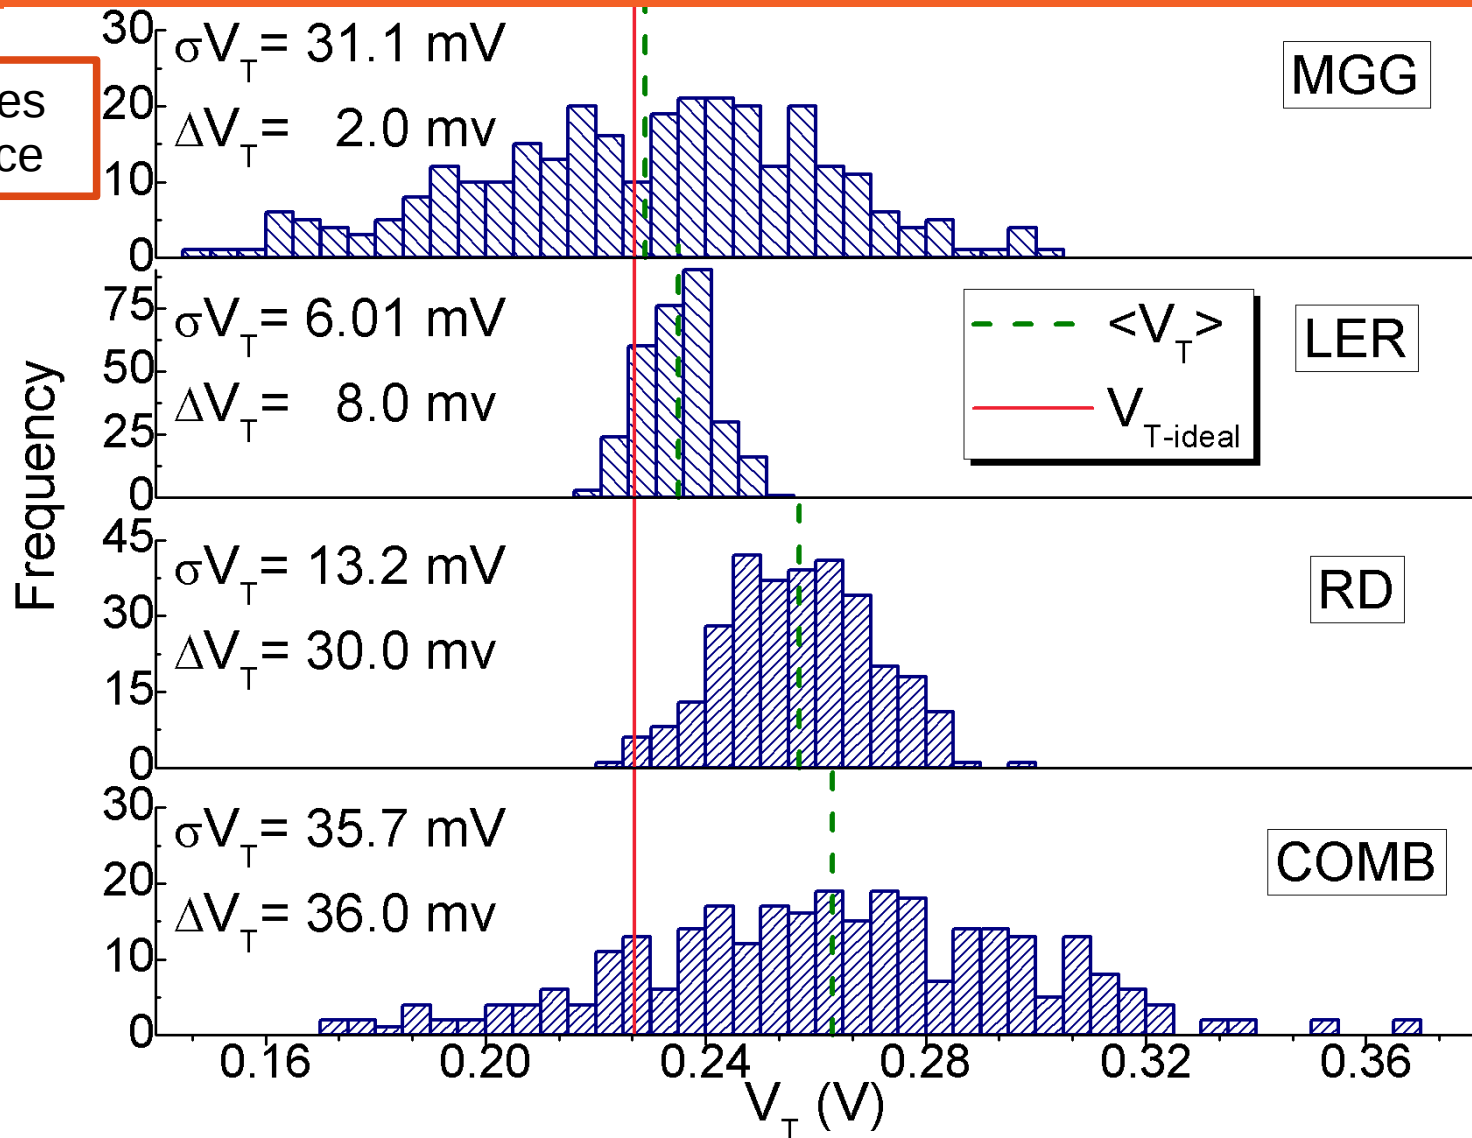 es
ce
30
20
10
0
σV_T= 31.1 mV
ΔV_T= 2.0 mv
MGG
75
50
25
0
σV_T= 6.01 mV
ΔV_T= 8.0 mv
<V_T>
V_T-ideal
LER
Frequency
45
30
15
0
σV_T= 13.2 mV
ΔV_T= 30.0 mv
RD
30
20
10
0
σV_T= 35.7 mV
ΔV_T= 36.0 mv
COMB
0.16 0.20 0.24 0.28 0.32 0.36
V_T (V)